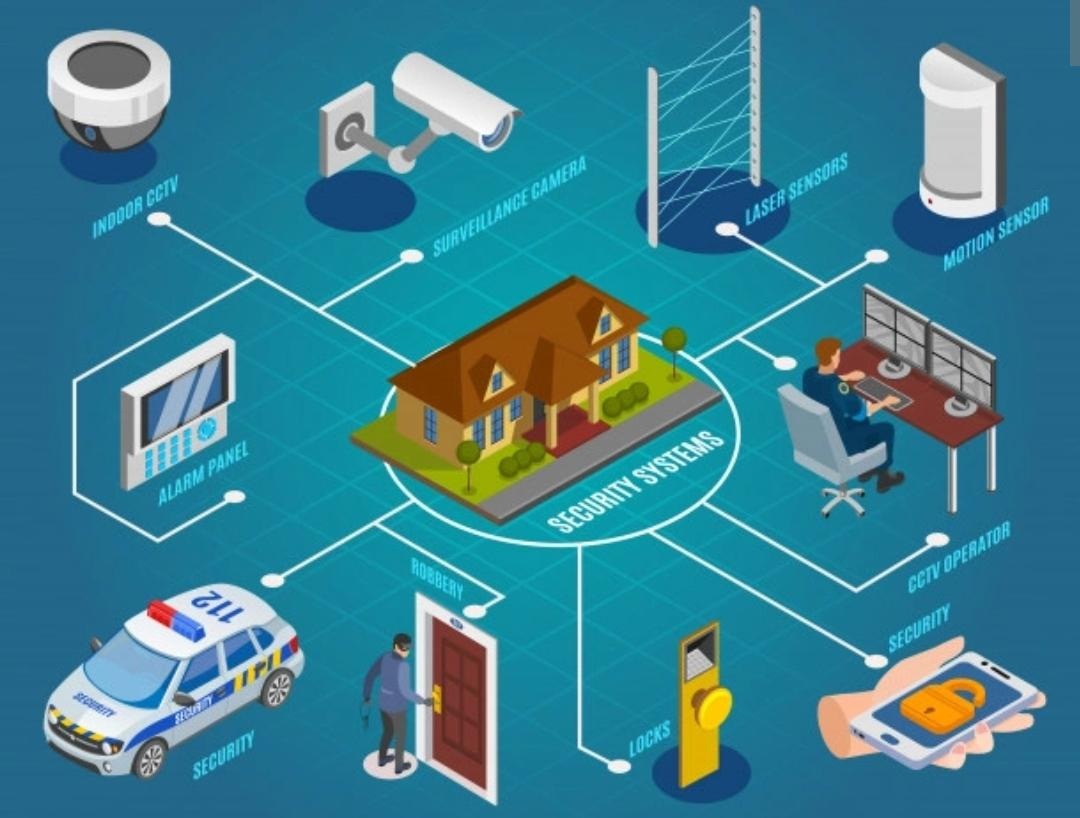 INDOOR CCTV
SURVEILLANCE CAMERA
LASER SENSORS
MOTION SENSOR
ALARM PANEL
SECURITY SYSTEMS
CCTV OPERATOR
ROBBERY
SECURITY
112
SECURITY
SECURITY
SECURITY
LOCKS